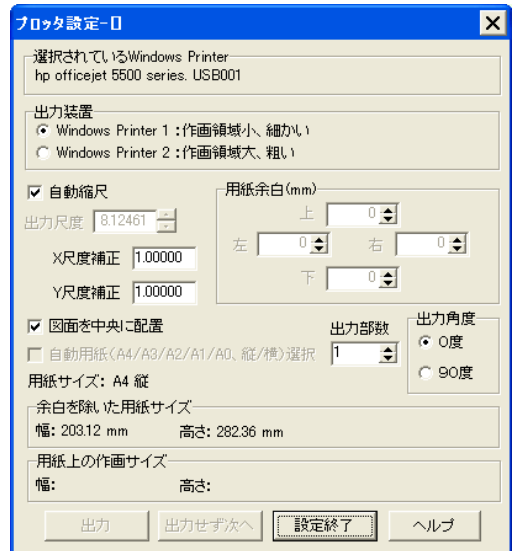 プロッタ設定-[]
選択されているWindows Printer
hp officejet 5500 series. USB001
出力装置
Windows Printer 1 :作画領域小、細かい
Windows Printer 2 :作画領域大、粗い
自動縮尺
出力尺度 8.12461
X尺度補正 1.00000
Y尺度補正 1.00000
用紙余白(mm)
上 0
左 0 右 0
下 0
図面を中央に配置
自動用紙(A4/A3/A2/A1/A0、縦/横)選択
出力部数
1
出力角度
0度
90度
用紙サイズ: A4 縦
余白を除いた用紙サイズ
幅: 203.12 mm 高さ: 282.36 mm
用紙上の作画サイズ
幅: 高さ:
出力 出力せず次へ 設定終了 ヘルプ